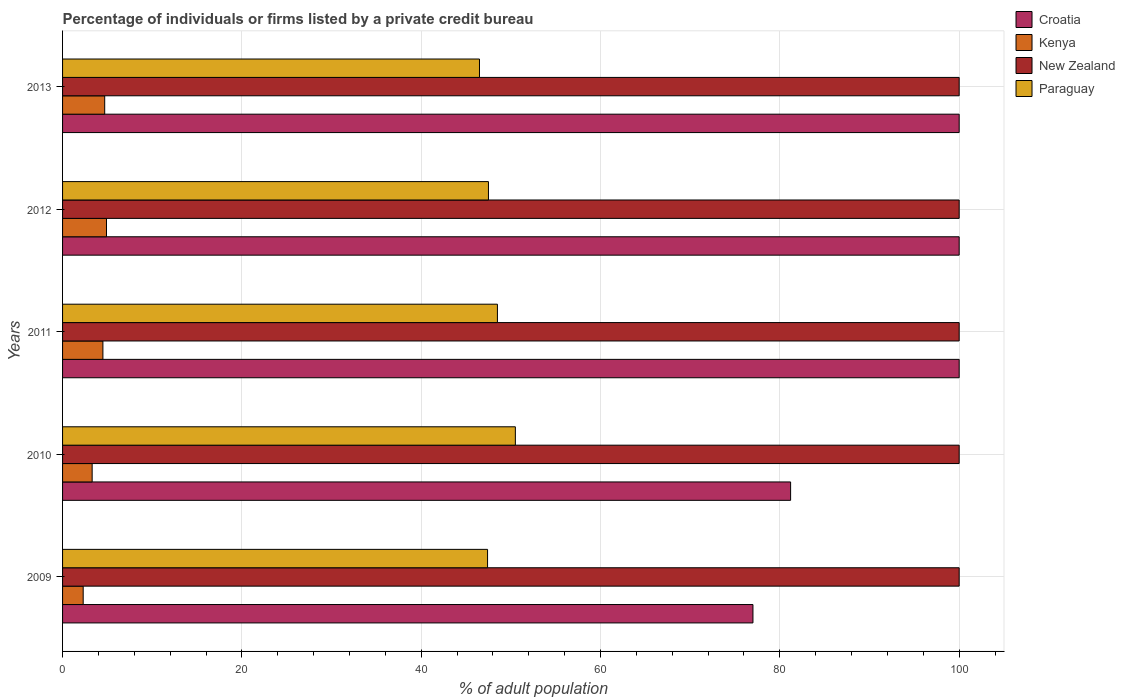 Percentage of individuals or firms listed by a private credit bureau
Croatia
Kenya
New Zealand
Paraguay
2013
2012
2011
2010
2009
Years
0
20
40
60
80
100
% of adult population